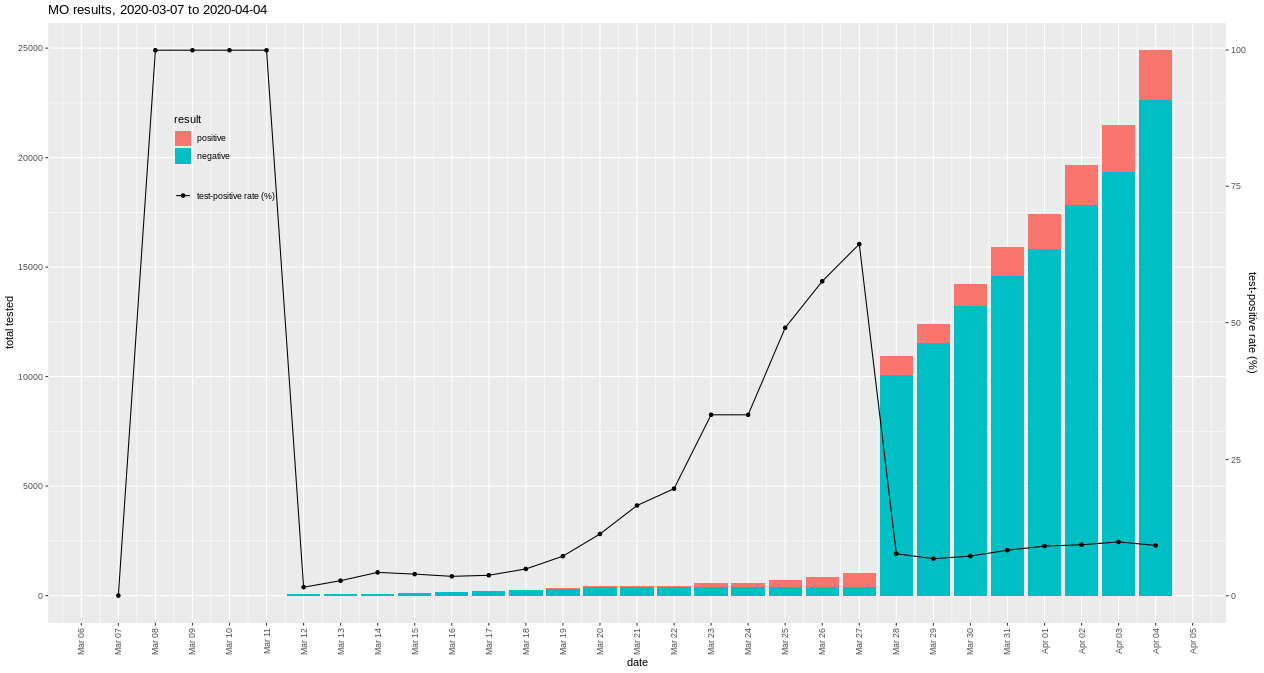 MO results, 2020-03-07 to 2020-04-04
total tested
25000
20000
15000
10000
5000
0
result
positive
negative
test-positive rate (%)
100
75
50
25
0
test-positive rate (%)
Mar 06
Mar 07
Mar 08
Mar 09
Mar 10
Mar 11
Mar 12
Mar 13
Mar 14
Mar 15
Mar 16
Mar 17
Mar 18
Mar 19
Mar 20
Mar 21
Mar 22
Mar 23
Mar 24
Mar 25
Mar 26
Mar 27
Mar 28
Mar 29
Mar 30
Mar 31
Apr 01
Apr 02
Apr 03
Apr 04
Apr 05
date